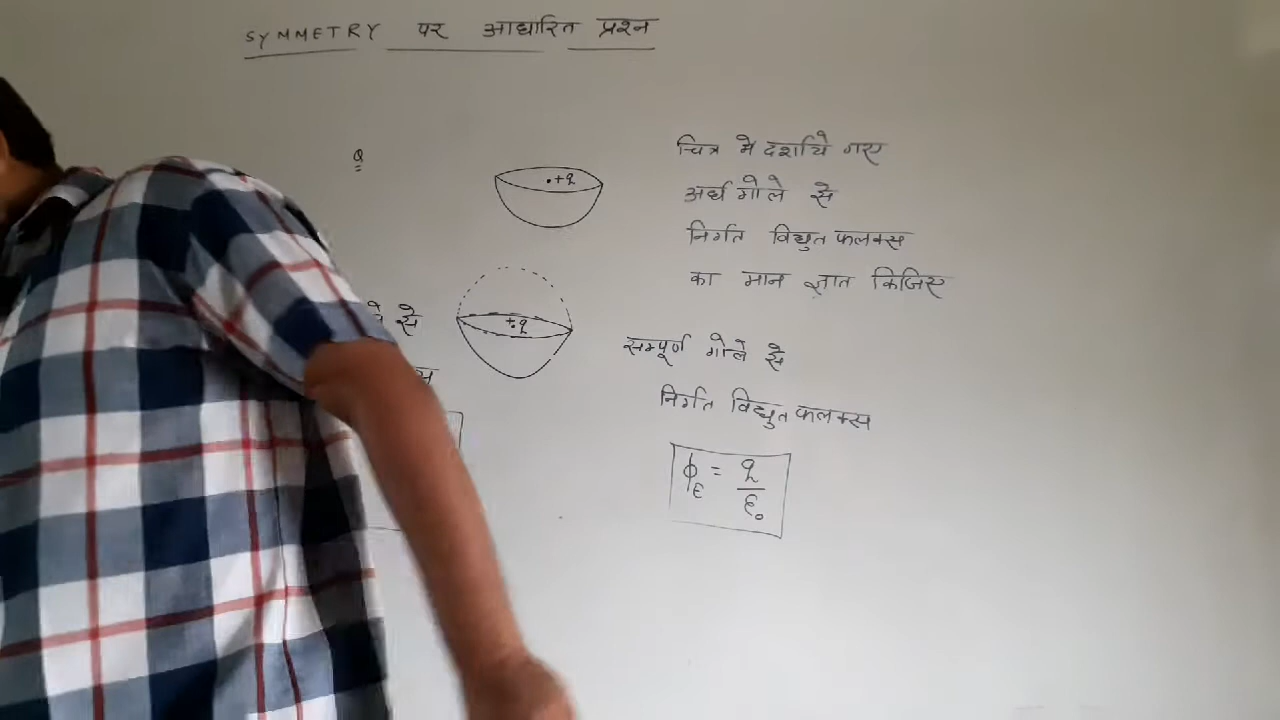 SYMMETRY पर आधारित प्रश्न
Q
चित्र मे दर्शाये गए
.+q
अर्ध गोले से
निर्गत विद्युत फलक्स
का मान ज्ञात किजिए
से
+q
सम्पूर्ण गोले से
निर्गत विद्युत फलक्स
ϕE = q/ε₀